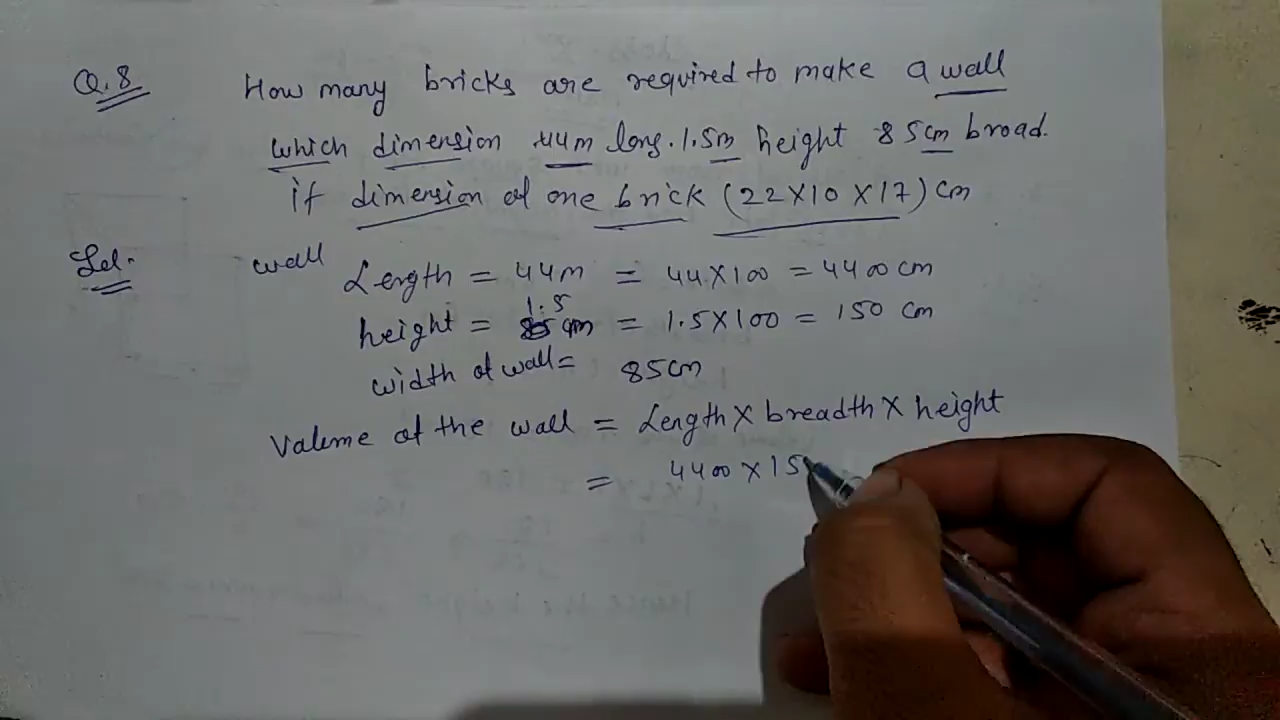 Q.8 How many bricks are required to make a wall
which dimension 44m long. 1.5m height 85cm broad.
if dimension of one brick (22×10×17) cm
Sol. wall Length = 44m = 44×100 = 4400 cm
1.5
height = cm = 1.5×100 = 150 cm
width of wall = 85cm
Valume of the wall = Length × breadth × height
= 4400 × 15